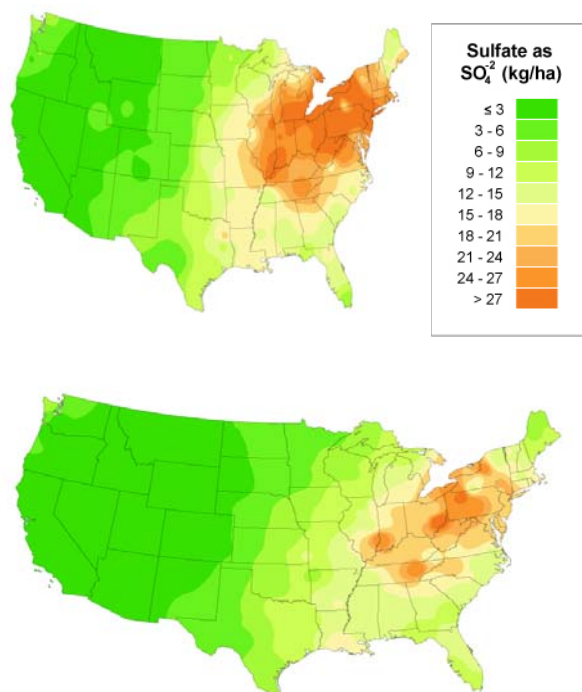 Sulfate as
SO₄⁻² (kg/ha)
≤ 3
3 - 6
6 - 9
9 - 12
12 - 15
15 - 18
18 - 21
21 - 24
24 - 27
> 27